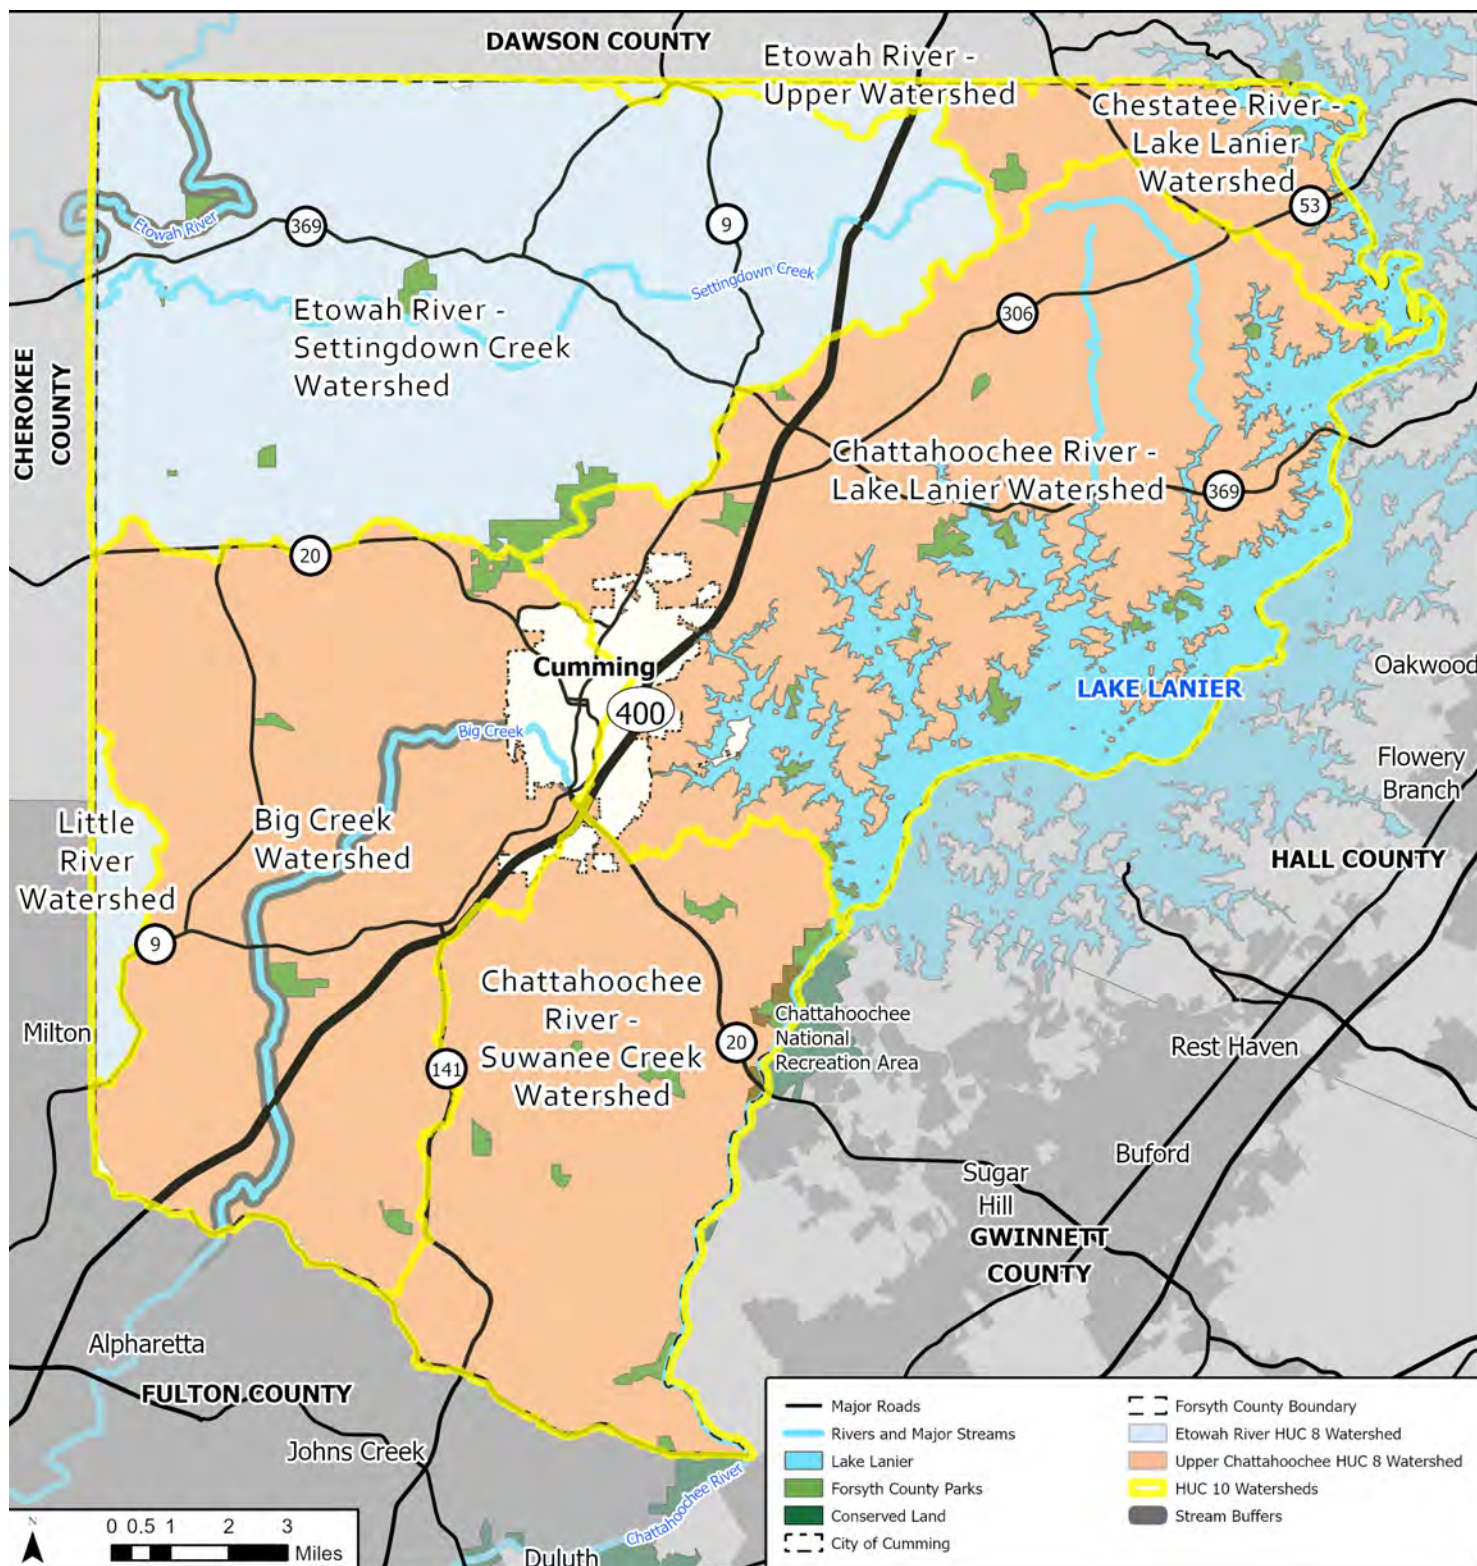 DAWSON COUNTY
Etowah River -
Upper Watershed
Chestatee River -
Lake Lanier
Watershed
53
Etowah River
369
9
Settingdown Creek
306
Etowah River -
Settingdown Creek
Watershed
CHEROKEE
COUNTY
Chattahoochee River -
Lake Lanier Watershed
369
20
Cumming
400
LAKE LANIER
Oakwood
Big Creek
Flowery
Branch
Little
River
Watershed
Big Creek
Watershed
HALL COUNTY
9
Chattahoochee
River -
Suwanee Creek
Watershed
Chattahoochee
National
Recreation Area
Milton
20
141
Rest Haven
Buford
Sugar
Hill
GWINNETT
COUNTY
Alpharetta
FULTON COUNTY
Johns Creek
Chattahoochee River
Duluth
N
0 0.5 1 2 3
Miles
Major Roads
Rivers and Major Streams
Lake Lanier
Forsyth County Parks
Conserved Land
City of Cumming
Forsyth County Boundary
Etowah River HUC 8 Watershed
Upper Chattahoochee HUC 8 Watershed
HUC 10 Watersheds
Stream Buffers